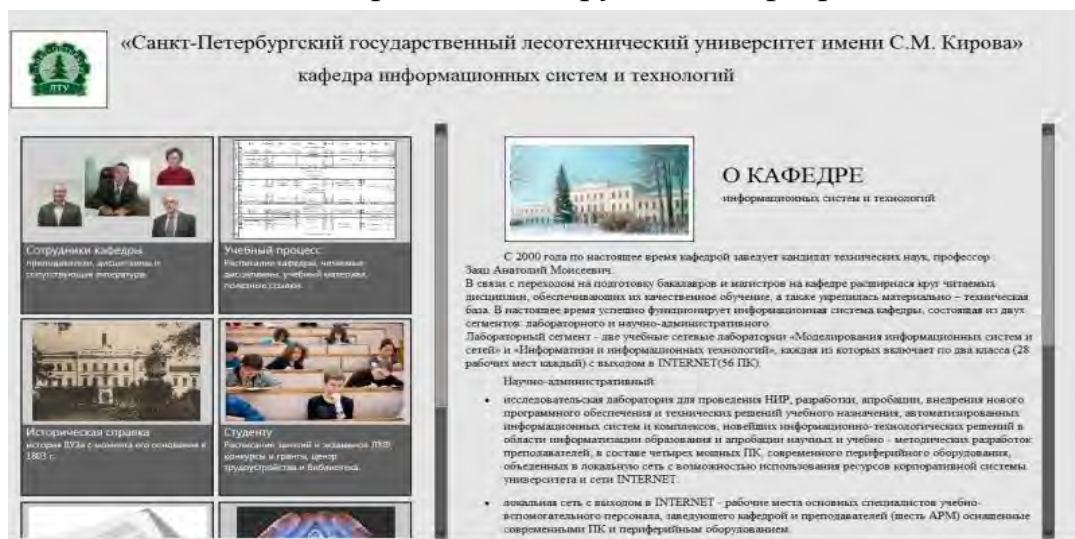 «Санкт-Петербургский государственный лесотехнический университет имени С.М. Кирова»
кафедра информационных систем и технологий
ЛТУ
Сотрудники кафедры
преподаватели, дисциплины и
сопутствующая литература.
Учебный процесс
Расписание кафедры, читаемые
дисциплины, учебный материал,
полезные ссылки.
Историческая справка
история ВУЗа с момента его основания в
1803 г.
Студенту
Расписание занятий и экзаменов ЛТУ,
конкурсы и гранты, центр
трудоустройства и библиотека.
О КАФЕДРЕ
информационных систем и технологий
С 2000 года по настоящее время кафедрой заведует кандидат технических наук, профессор
Заяц Анатолий Моисеевич.
В связи с переходом на подготовку бакалавров и магистров на кафедре расширился круг читаемых
дисциплин, обеспечивающих их качественное обучение, а также укрепилась материально – техническая
база. В настоящее время успешно функционирует информационная система кафедры, состоящая из двух
сегментов: лабораторного и научно-административного.
Лабораторный сегмент - две учебные сетевые лаборатории «Моделирования информационных систем и
сетей» и «Информатики и информационных технологий», каждая из которых включает по два класса (28
рабочих мест каждый) с выходом в INTERNET(56 ПК).
Научно-административный:
• исследовательская лаборатория для проведения НИР, разработки, апробации, внедрения нового
программного обеспечения и технических решений учебного назначения, автоматизированных
информационных систем и комплексов, новейших информационно-технологических решений в
области информатизации образования и апробации научных и учебно - методических разработок
преподавателей, в составе четырех мощных ПК, современного периферийного оборудования,
объеденных в локальную сеть с возможностью использования ресурсов корпоративной системы
университета и сети INTERNET.
• локальная сеть с выходом в INTERNET - рабочие места основных специалистов учебно-
вспомогательного персонала, заведующего кафедрой и преподавателей (шесть АРМ) оснащенные
современными ПК и периферийным оборудованием.